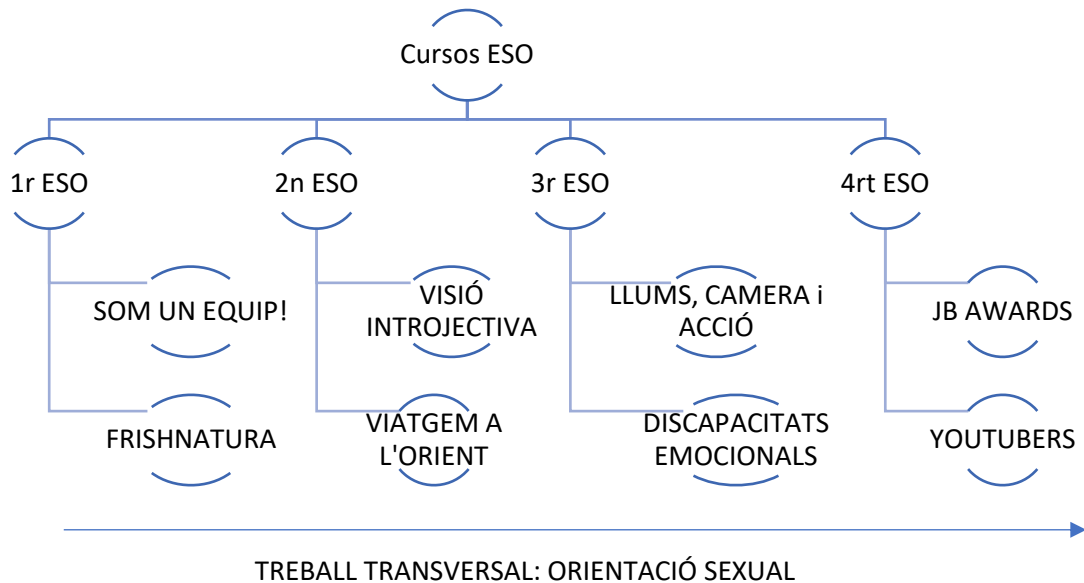 Cursos ESO
1r ESO
2n ESO
3r ESO
4rt ESO
SOM UN EQUIP!
VISIÓ
INTROJECTIVA
LLUMS, CAMERA i
ACCIÓ
JB AWARDS
FRISHNATURA
VIATGEM A
L'ORIENT
DISCAPACITATS
EMOCIONALS
YOUTUBERS
TREBALL TRANSVERSAL: ORIENTACIÓ SEXUAL